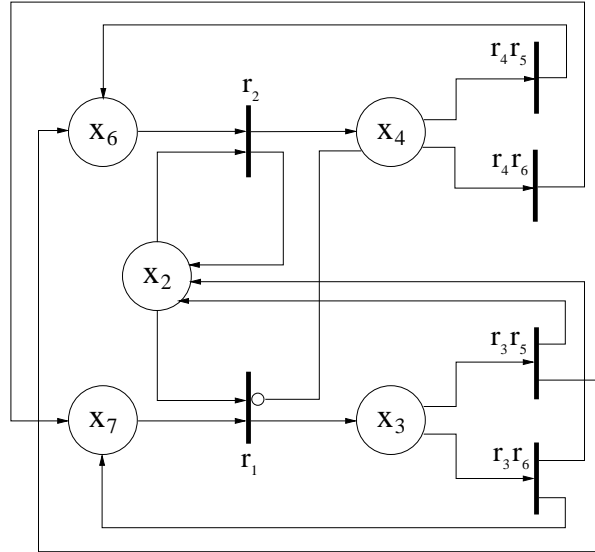 r₄r₅
r₂
x₆
x₄
r₄r₆
x₂
r₃r₅
x₇
x₃
r₃r₆
r₁